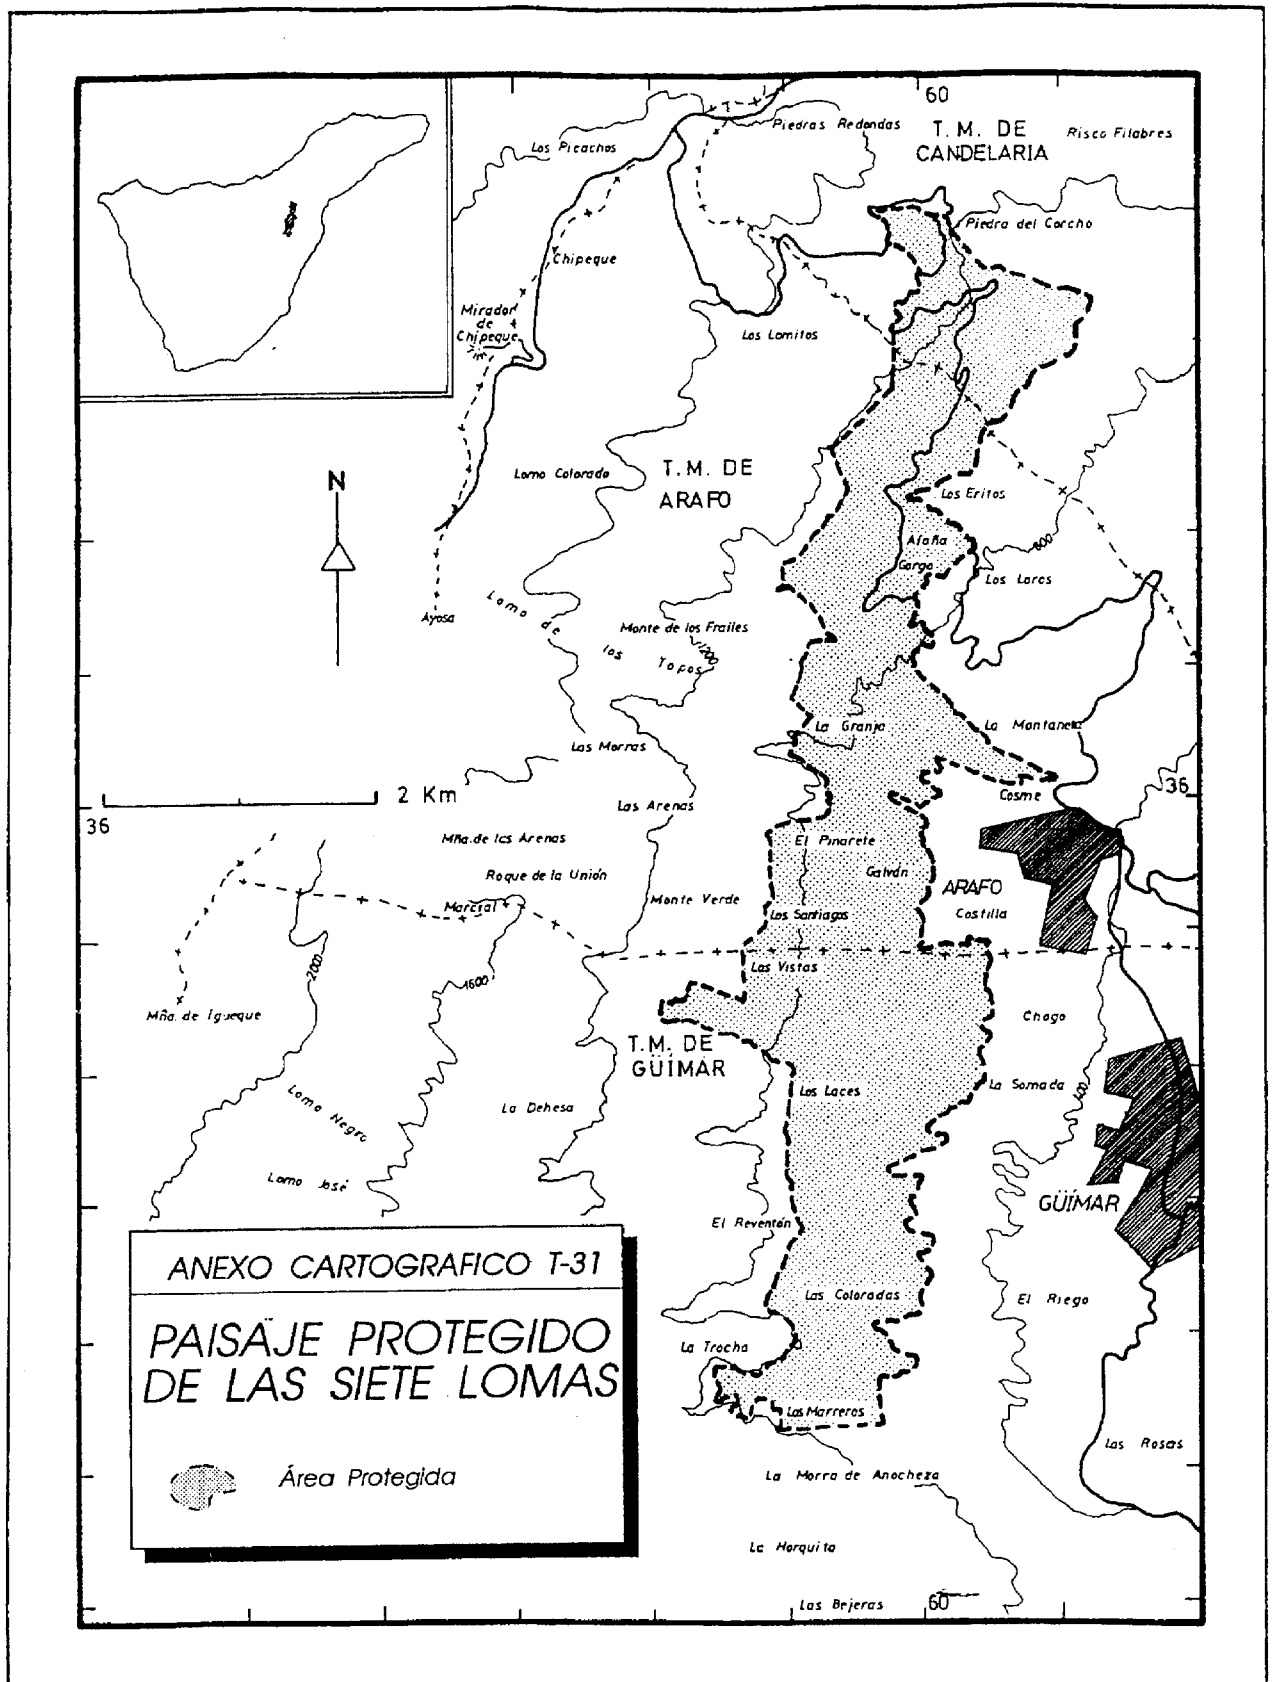 60
Piedras Redondas
T.M. DE
CANDELARIA
Risco Filabres
Los Picachos
Piedra del Corcho
Chipeque
Mirador
de
Chipeque
Los Lomitos
T.M. DE
ARAFO
Lomo Colorado
N
Los Eritos
Afaña
800
Gorgo
Los Loros
Ayosa
Lomo de los Topos
Monte de los Frailes
1200
La Granja
La Montañeta
Las Morras
36
2 Km
Cosme
Las Arenas
36
Mña. de las Arenas
El Pinarete
Roque de la Unión
Galván
ARAFO
Marcial
Monte Verde
Los Santiagos
Costilla
Las Vistas
2000
1600
Mña. de Igueque
Chogo
T.M. DE
GÜÍMAR
Los Laces
La Somada
400
Lomo Negro
La Dehesa
Lomo José
GÜÍMAR
El Reventón
ANEXO CARTOGRAFICO T-31
Las Coloradas
El Riego
PAISAJE PROTEGIDO
DE LAS SIETE LOMAS
La Trocha
Los Marreros
Las Rosas
Área Protegida
La Morra de Anocheza
La Horquita
Las Bejeras
60